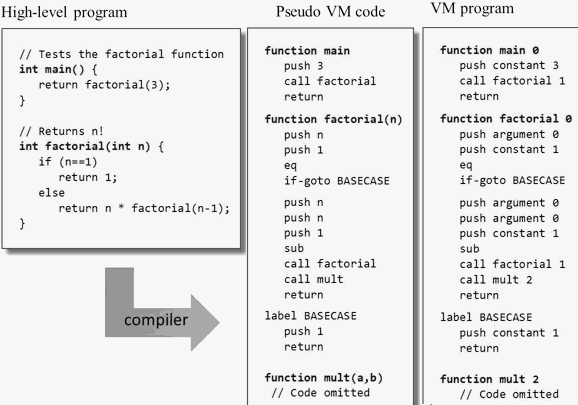 High-level program
// Tests the factorial function
int main() {
return factorial(3);
}
// Returns n!
int factorial(int n) {
if (n==1)
return 1;
else
return n * factorial(n-1);
}
compiler
Pseudo VM code
function main
push 3
call factorial
return
function factorial(n)
push n
push 1
eq
if-goto BASECASE
push n
push n
push 1
sub
call factorial
call mult
return
label BASECASE
push 1
return
function mult(a,b)
// Code omitted
VM program
function main 0
push constant 3
call factorial 1
return
function factorial 0
push argument 0
push constant 1
eq
if-goto BASECASE
push argument 0
push argument 0
push constant 1
sub
call factorial 1
call mult 2
return
label BASECASE
push constant 1
return
function mult 2
// Code omitted